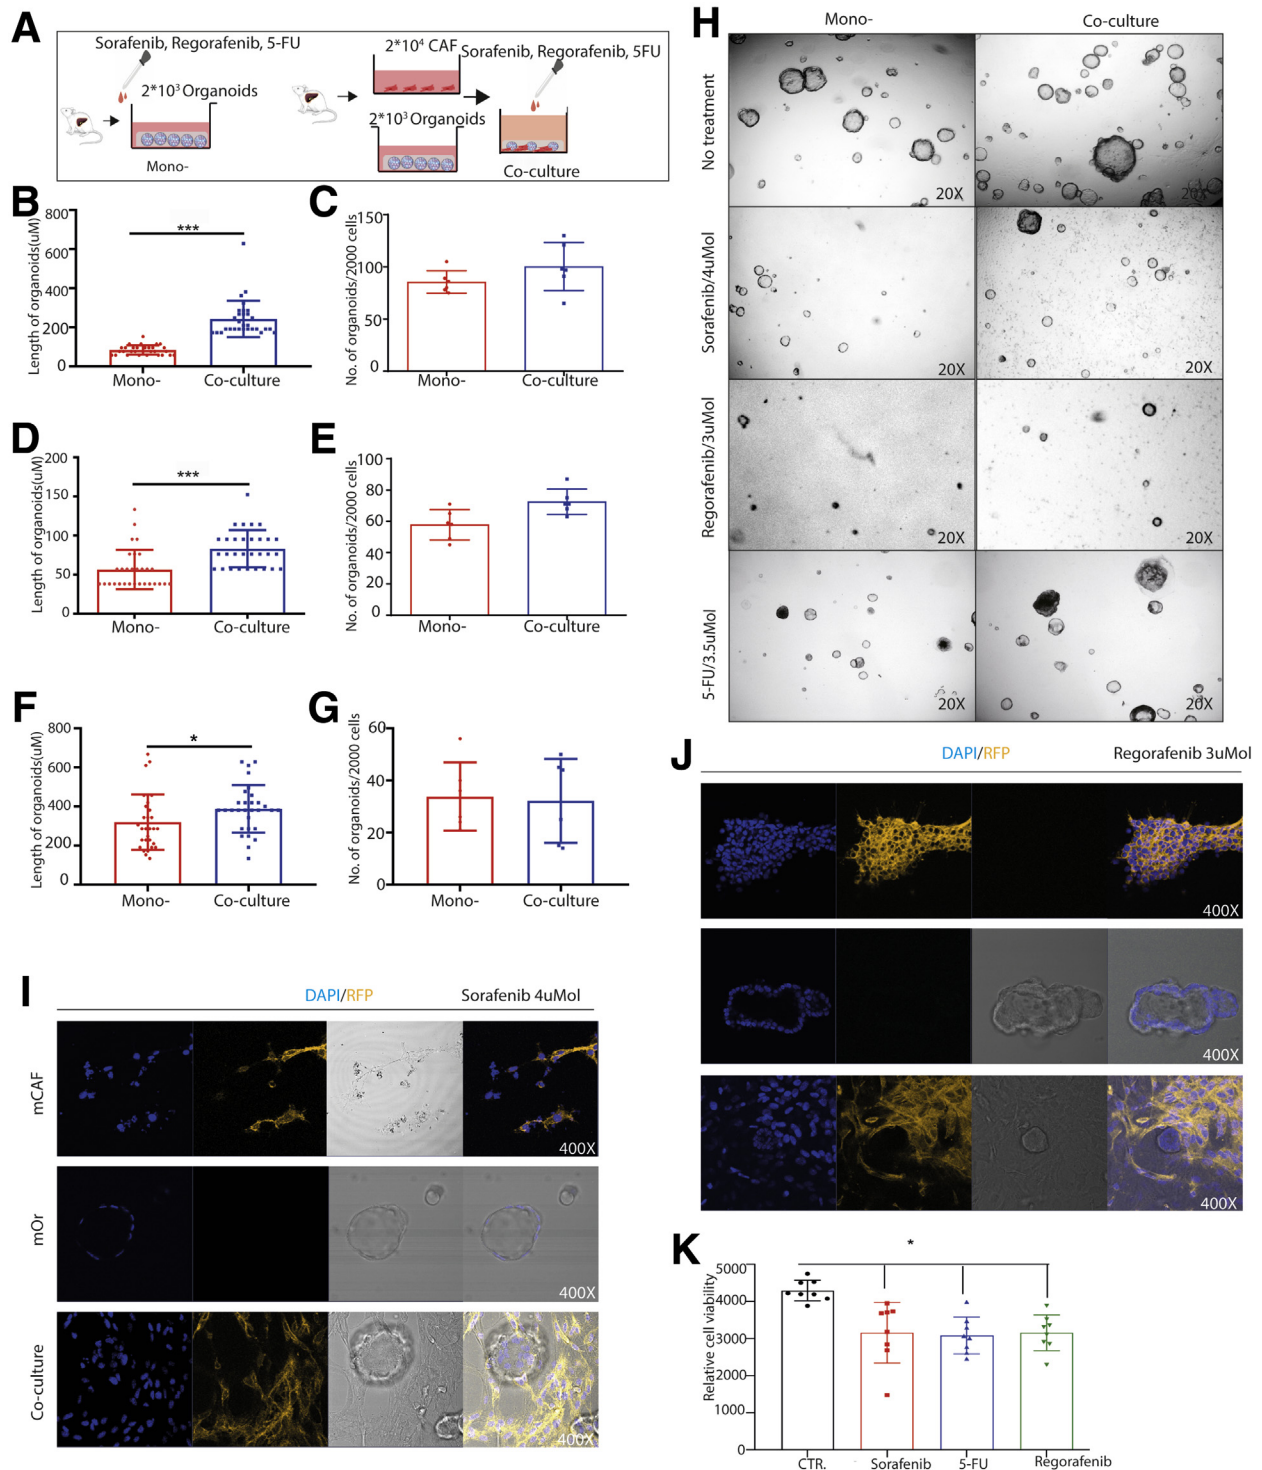 A
Sorafenib, Regorafenib, 5-FU
2*10³ Organoids
Mono-
2*10⁴ CAF
Sorafenib, Regorafenib, 5FU
2*10³ Organoids
Co-culture
B
Length of organoids(uM)
800
600
400
200
0
***
Mono-
Co-culture
C
No. of organoids/2000 cells
150
100
50
0
Mono-
Co-culture
D
Length of organoids(uM)
200
150
100
50
0
***
Mono-
Co-culture
E
No. of organoids/2000 cells
100
80
60
40
20
0
Mono-
Co-culture
F
Length of organoids(uM)
800
600
400
200
0
*
Mono-
Co-culture
G
No. of organoids/2000 cells
60
40
20
0
Mono-
Co-culture
H
Mono-
Co-culture
No treatment
20X
20X
Sorafenib/4uMol
20X
20X
Regorafenib/3uMol
20X
20X
5-FU/3.5uMol
20X
20X
I
DAPI/RFP
Sorafenib 4uMol
mCAF
400X
mOr
400X
Co-culture
400X
J
DAPI/RFP
Regorafenib 3uMol
400X
400X
400X
K
Relative cell viability
5000
4000
3000
2000
1000
0
*
CTR.
Sorafenib
5-FU
Regorafenib